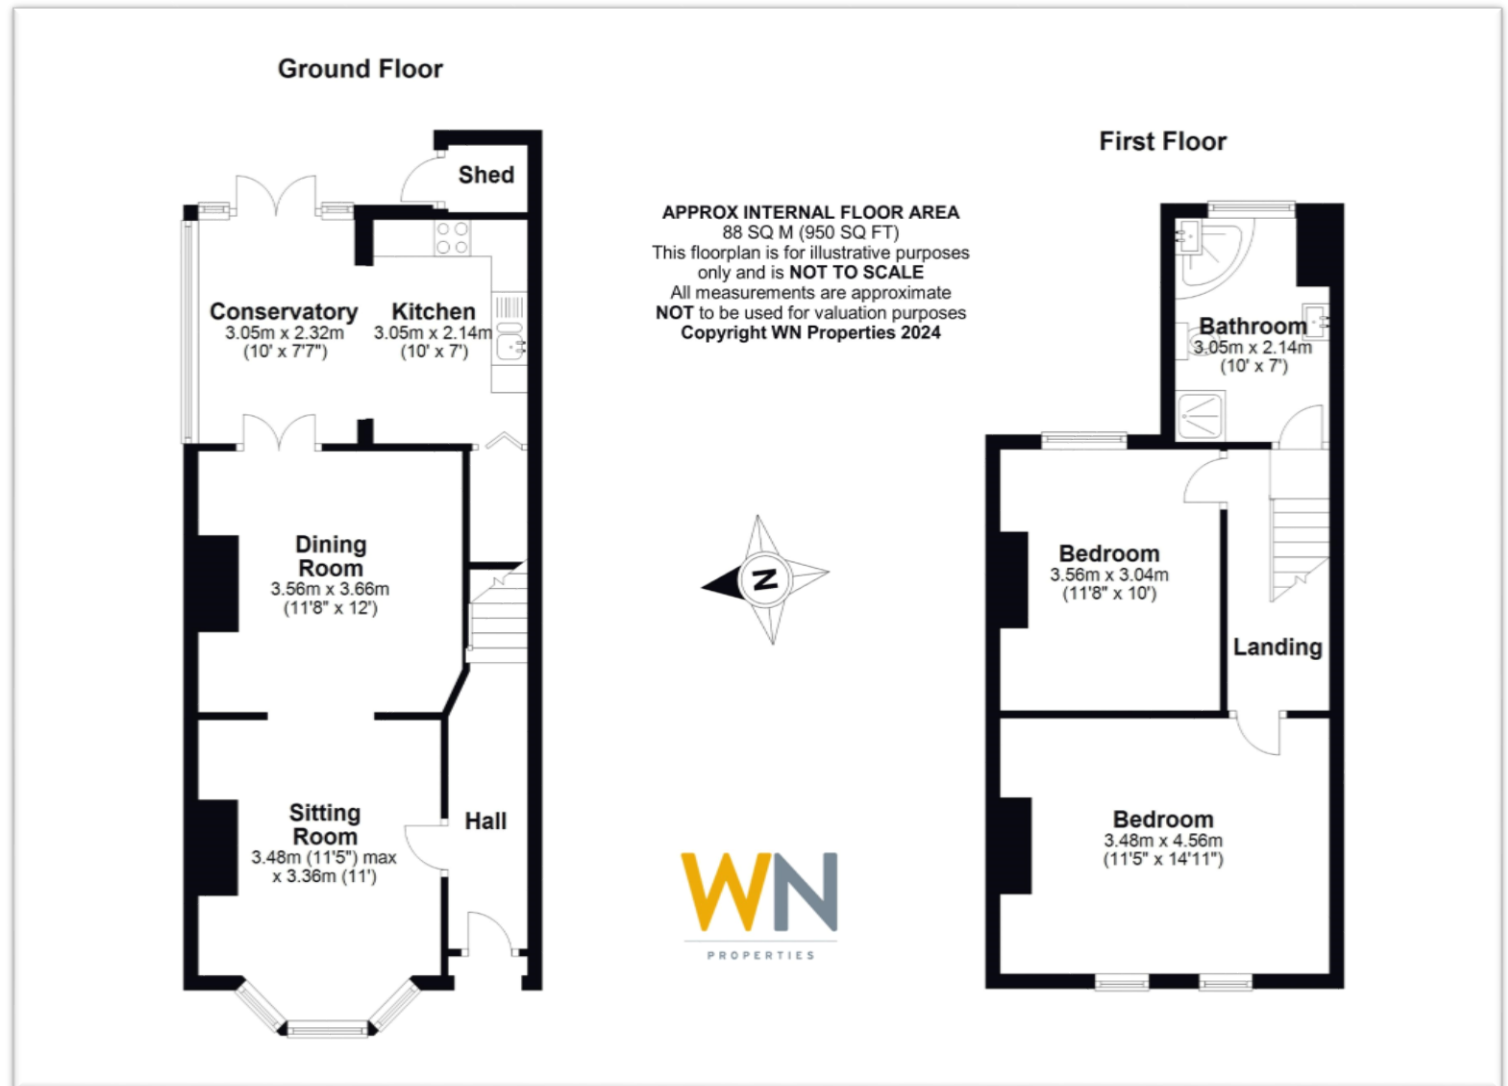 Ground Floor
Shed
Conservatory
3.05m x 2.32m
(10' x 7'7")
Kitchen
3.05m x 2.14m
(10' x 7')
Dining
Room
3.56m x 3.66m
(11'8" x 12')
Sitting
Room
3.48m (11'5") max
x 3.36m (11')
Hall
APPROX INTERNAL FLOOR AREA
88 SQ M (950 SQ FT)
This floorplan is for illustrative purposes
only and is NOT TO SCALE
All measurements are approximate
NOT to be used for valuation purposes
Copyright WN Properties 2024
N
WN
PROPERTIES
First Floor
Bathroom
3.05m x 2.14m
(10' x 7')
Bedroom
3.56m x 3.04m
(11'8" x 10')
Landing
Bedroom
3.48m x 4.56m
(11'5" x 14'11")